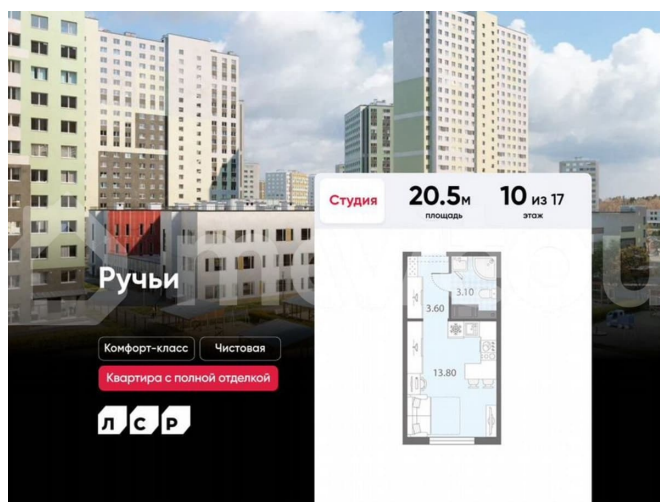 Студия
20.5м
площадь
10 из 17
этаж
Ручьи
3.10
3.60
13.80
Комфорт-класс
Чистовая
Квартира с полной отделкой
ЛСР